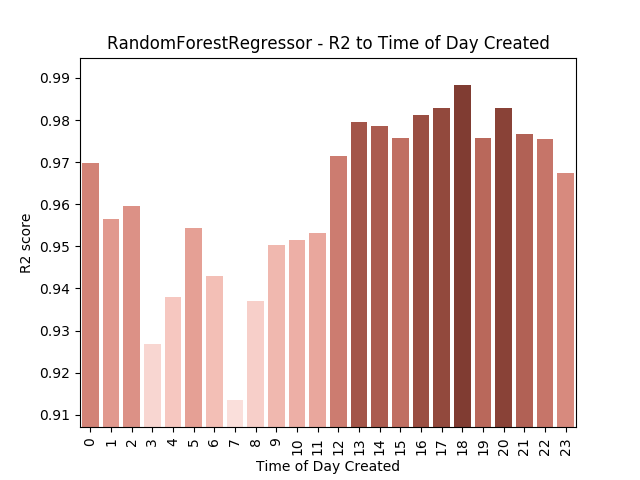 RandomForestRegressor - R2 to Time of Day Created
0.99
0.98
0.97
0.96
0.95
0.94
0.93
0.92
0.91
R2 score
0 1 2 3 4 5 6 7 8 9 10 11 12 13 14 15 16 17 18 19 20 21 22 23
Time of Day Created